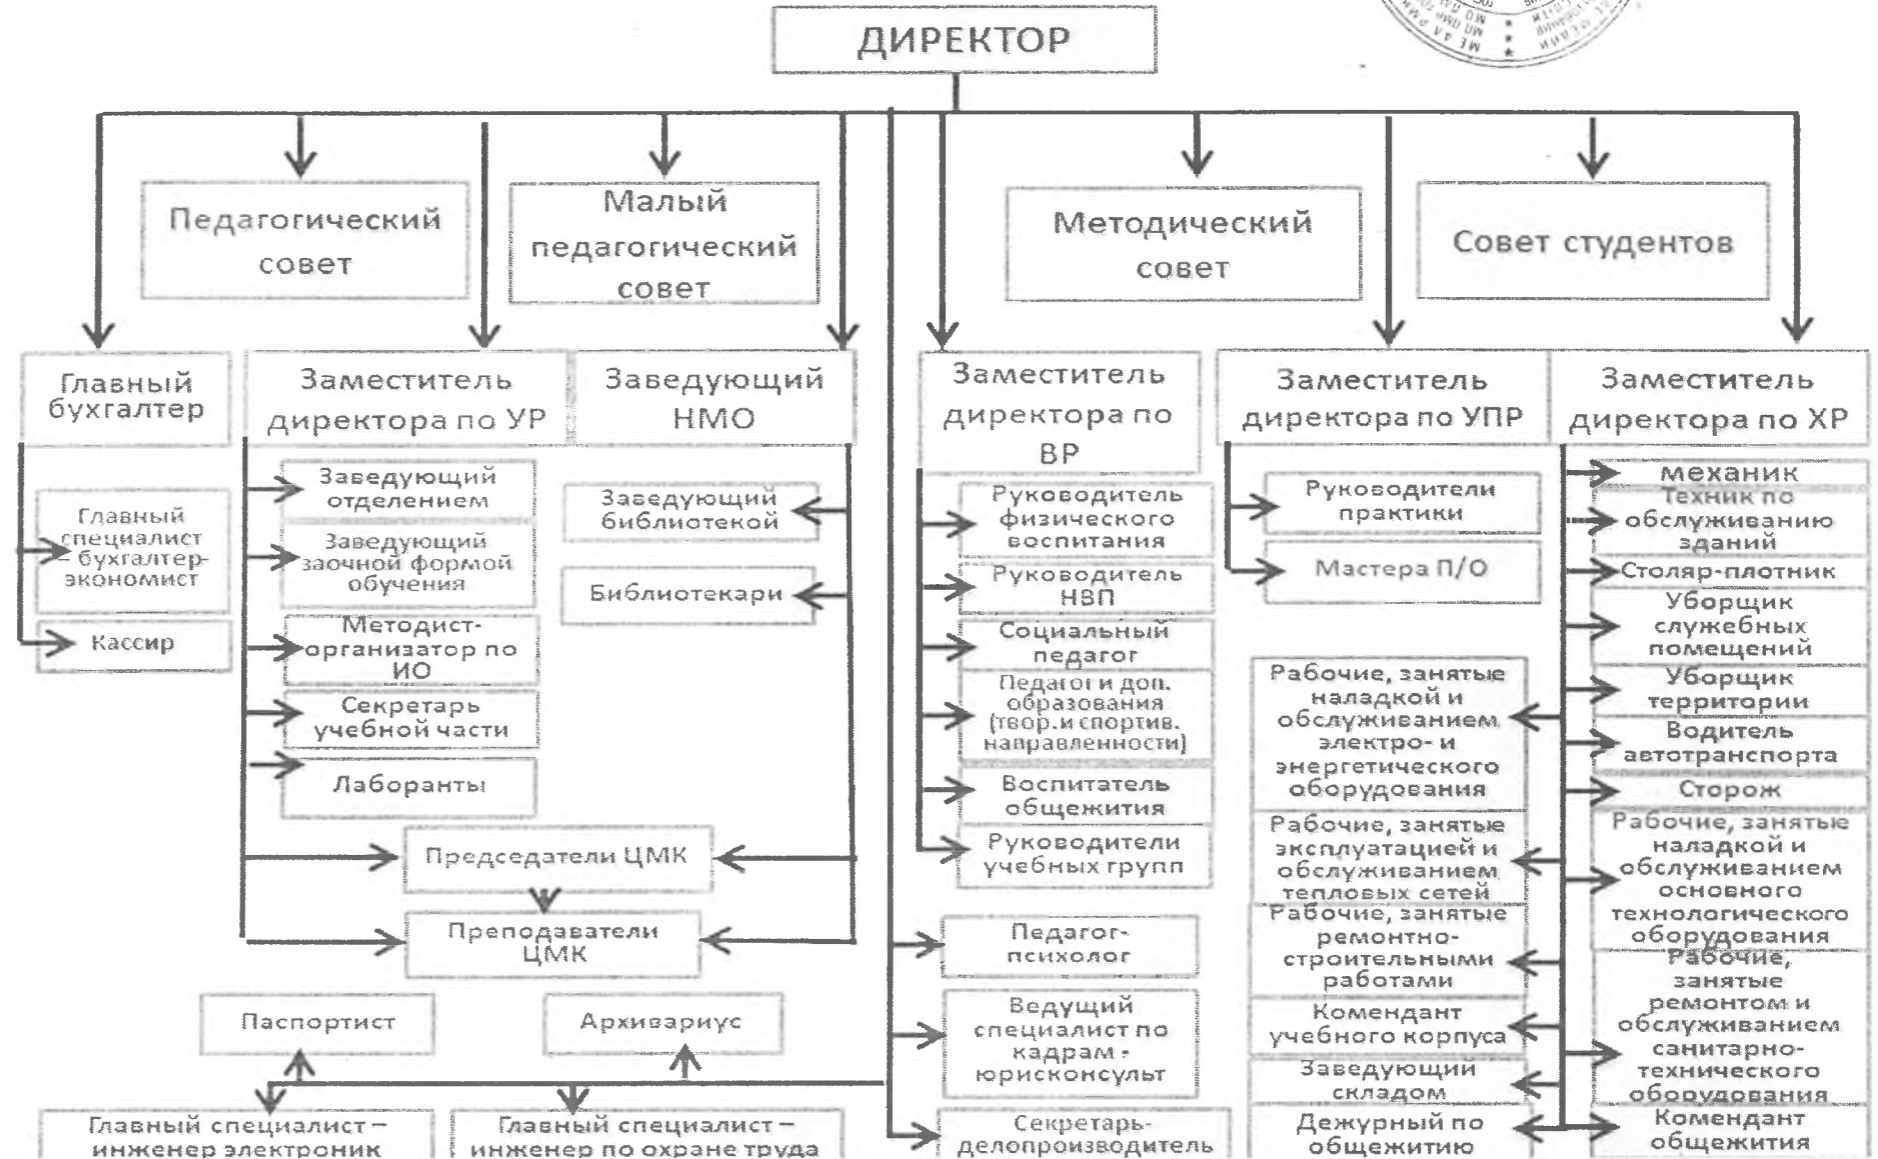 ДИРЕКТОР
Педагогический
совет
Малый
педагогический
совет
Методический
совет
Совет студентов
Главный
бухгалтер
Заместитель
директора по УР
Заведующий
НМО
Заместитель
директора по
ВР
Заместитель
директора по УПР
Заместитель
директора по ХР
Главный
специалист
– бухгалтер-
экономист
Кассир
Заведующий
отделением
Заведующий
заочной формой
обучения
Методист-
организатор по
ИО
Секретарь
учебной части
Лаборанты
Заведующий
библиотекой
Библиотекари
Председатели ЦМК
Преподаватели
ЦМК
Руководитель
физического
воспитания
Руководитель
НВП
Социальный
педагог
Педагоги доп.
образования
(твор.и спортив.
направленности)
Воспитатель
общежития
Руководители
учебных групп
Педагог-
психолог
Ведущий
специалист по
кадрам -
юрисконсульт
Секретарь-
делопроизводитель
Руководители
практики
Мастера П/О
Рабочие, занятые
наладкой и
обслуживанием
электро- и
энергетического
оборудования
Рабочие, занятые
эксплуатацией и
обслуживанием
тепловых сетей
Рабочие, занятые
ремонтно-
строительными
работами
Комендант
учебного корпуса
Заведующий
складом
Дежурный по
общежитию
механик
Техник по
обслуживанию
зданий
Столяр-плотник
Уборщик
служебных
помещений
Уборщик
территории
Водитель
автотранспорта
Сторож
Рабочие, занятые
наладкой и
обслуживанием
основного
технологического
оборудования
Рабочие,
занятые
ремонтом и
обслуживанием
санитарно-
технического
оборудования
Комендант
общежития
Паспортист
Архивариус
Главный специалист –
инженер электроник
Главный специалист –
инженер по охране труда